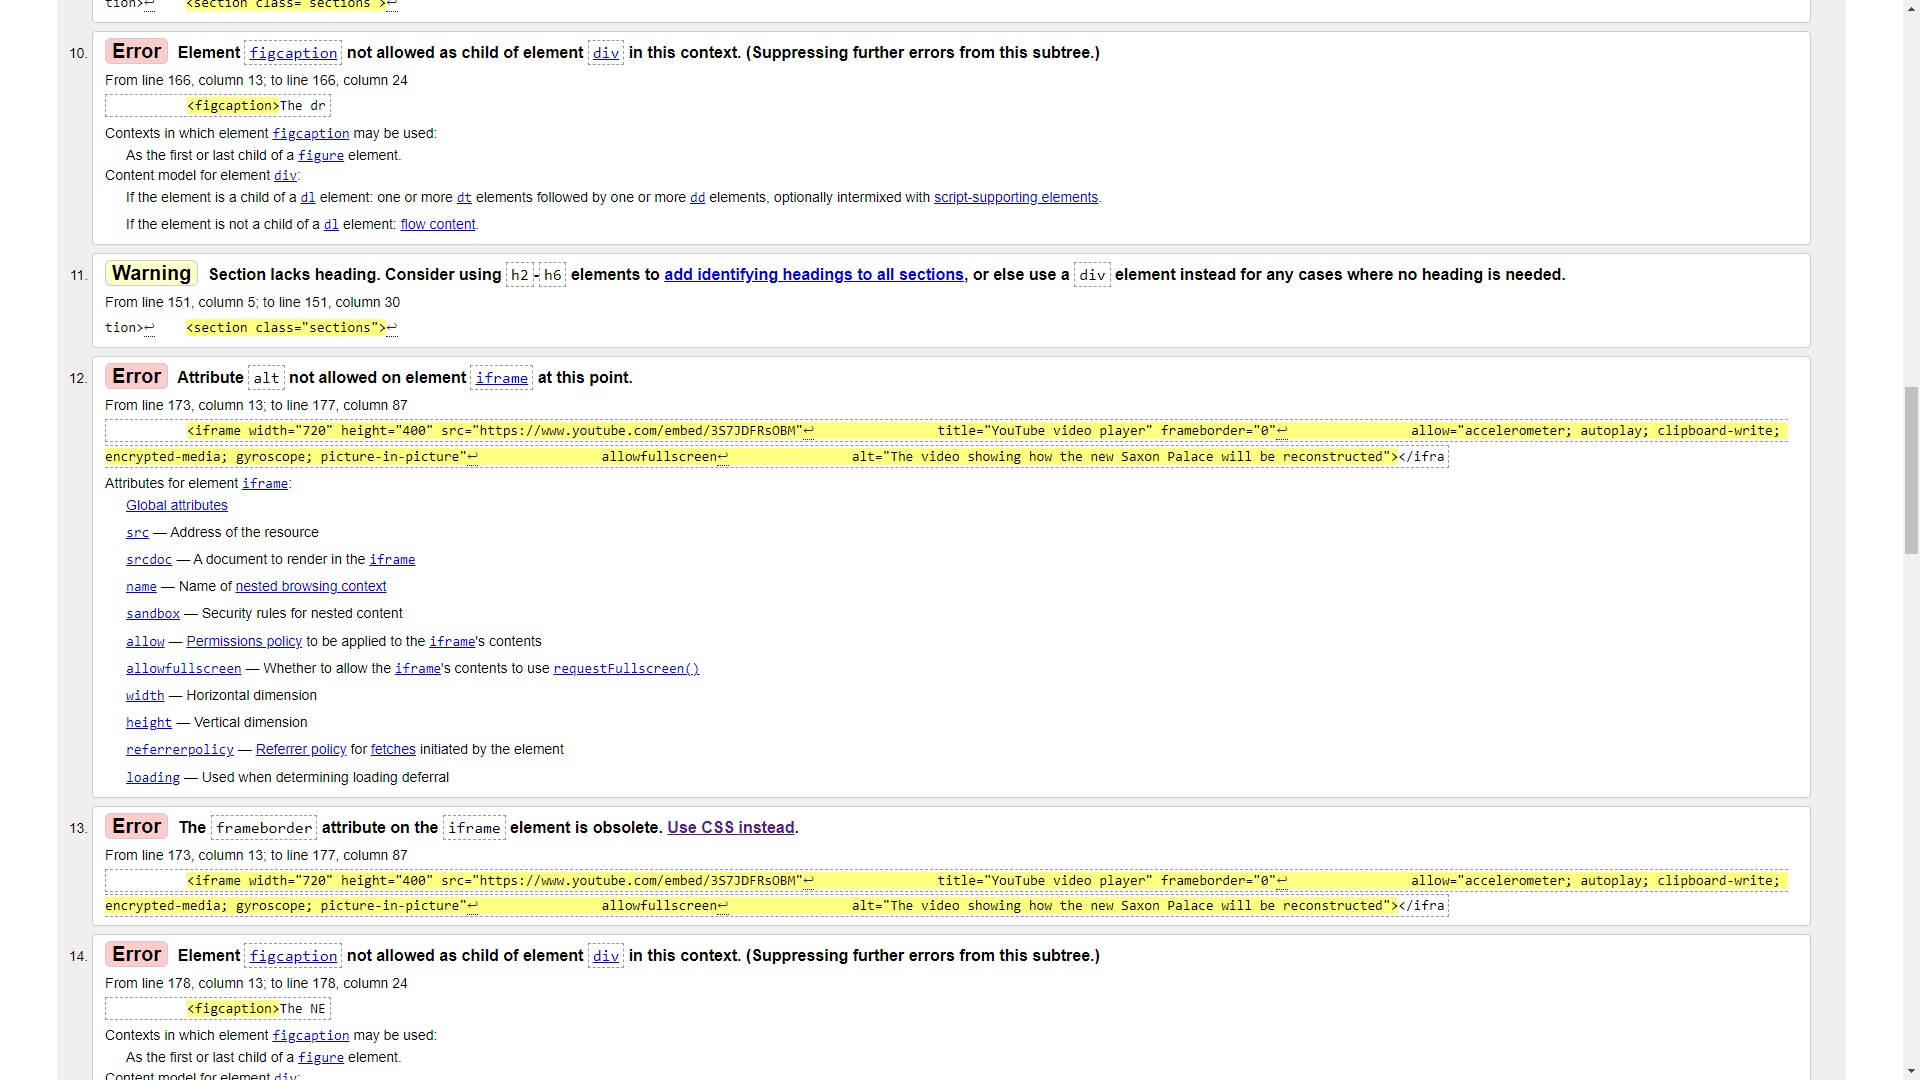 tion>↩    <section class="sections">↩
10. Error Element figcaption not allowed as child of element div in this context. (Suppressing further errors from this subtree.)
From line 166, column 13; to line 166, column 24
<figcaption>The dr
Contexts in which element figcaption may be used:
As the first or last child of a figure element.
Content model for element div:
If the element is a child of a dl element: one or more dt elements followed by one or more dd elements, optionally intermixed with script-supporting elements.
If the element is not a child of a dl element: flow content.
11. Warning Section lacks heading. Consider using h2-h6 elements to add identifying headings to all sections, or else use a div element instead for any cases where no heading is needed.
From line 151, column 5; to line 151, column 30
tion>↩    <section class="sections">↩
12. Error Attribute alt not allowed on element iframe at this point.
From line 173, column 13; to line 177, column 87
<iframe width="720" height="400" src="https://www.youtube.com/embed/3S7JDFRsOBM"↩ title="YouTube video player" frameborder="0"↩ allow="accelerometer; autoplay; clipboard-write;
encrypted-media; gyroscope; picture-in-picture"↩ allowfullscreen↩ alt="The video showing how the new Saxon Palace will be reconstructed"></ifra
Attributes for element iframe:
Global attributes
src — Address of the resource
srcdoc — A document to render in the iframe
name — Name of nested browsing context
sandbox — Security rules for nested content
allow — Permissions policy to be applied to the iframe's contents
allowfullscreen — Whether to allow the iframe's contents to use requestFullscreen()
width — Horizontal dimension
height — Vertical dimension
referrerpolicy — Referrer policy for fetches initiated by the element
loading — Used when determining loading deferral
13. Error The frameborder attribute on the iframe element is obsolete. Use CSS instead.
From line 173, column 13; to line 177, column 87
<iframe width="720" height="400" src="https://www.youtube.com/embed/3S7JDFRsOBM"↩ title="YouTube video player" frameborder="0"↩ allow="accelerometer; autoplay; clipboard-write;
encrypted-media; gyroscope; picture-in-picture"↩ allowfullscreen↩ alt="The video showing how the new Saxon Palace will be reconstructed"></ifra
14. Error Element figcaption not allowed as child of element div in this context. (Suppressing further errors from this subtree.)
From line 178, column 13; to line 178, column 24
<figcaption>The NE
Contexts in which element figcaption may be used:
As the first or last child of a figure element.
Content model for element div: